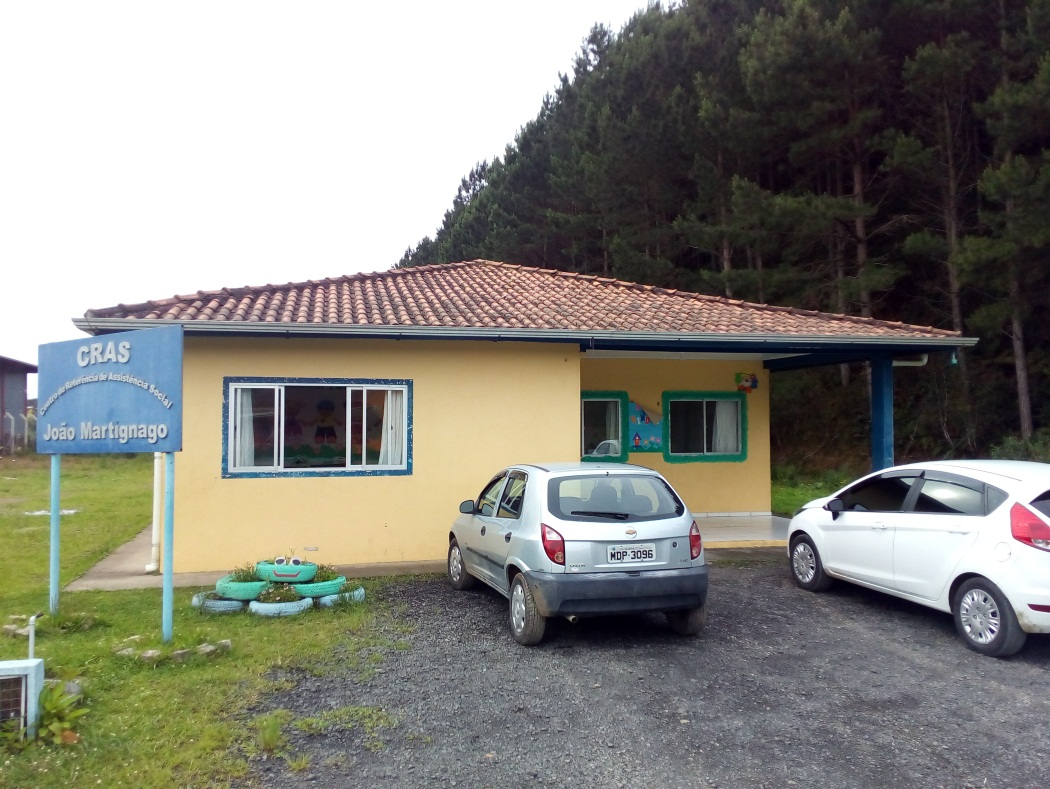 CRAS
Centro de Referência de Assistência Social
João Martignago
MDP-3096